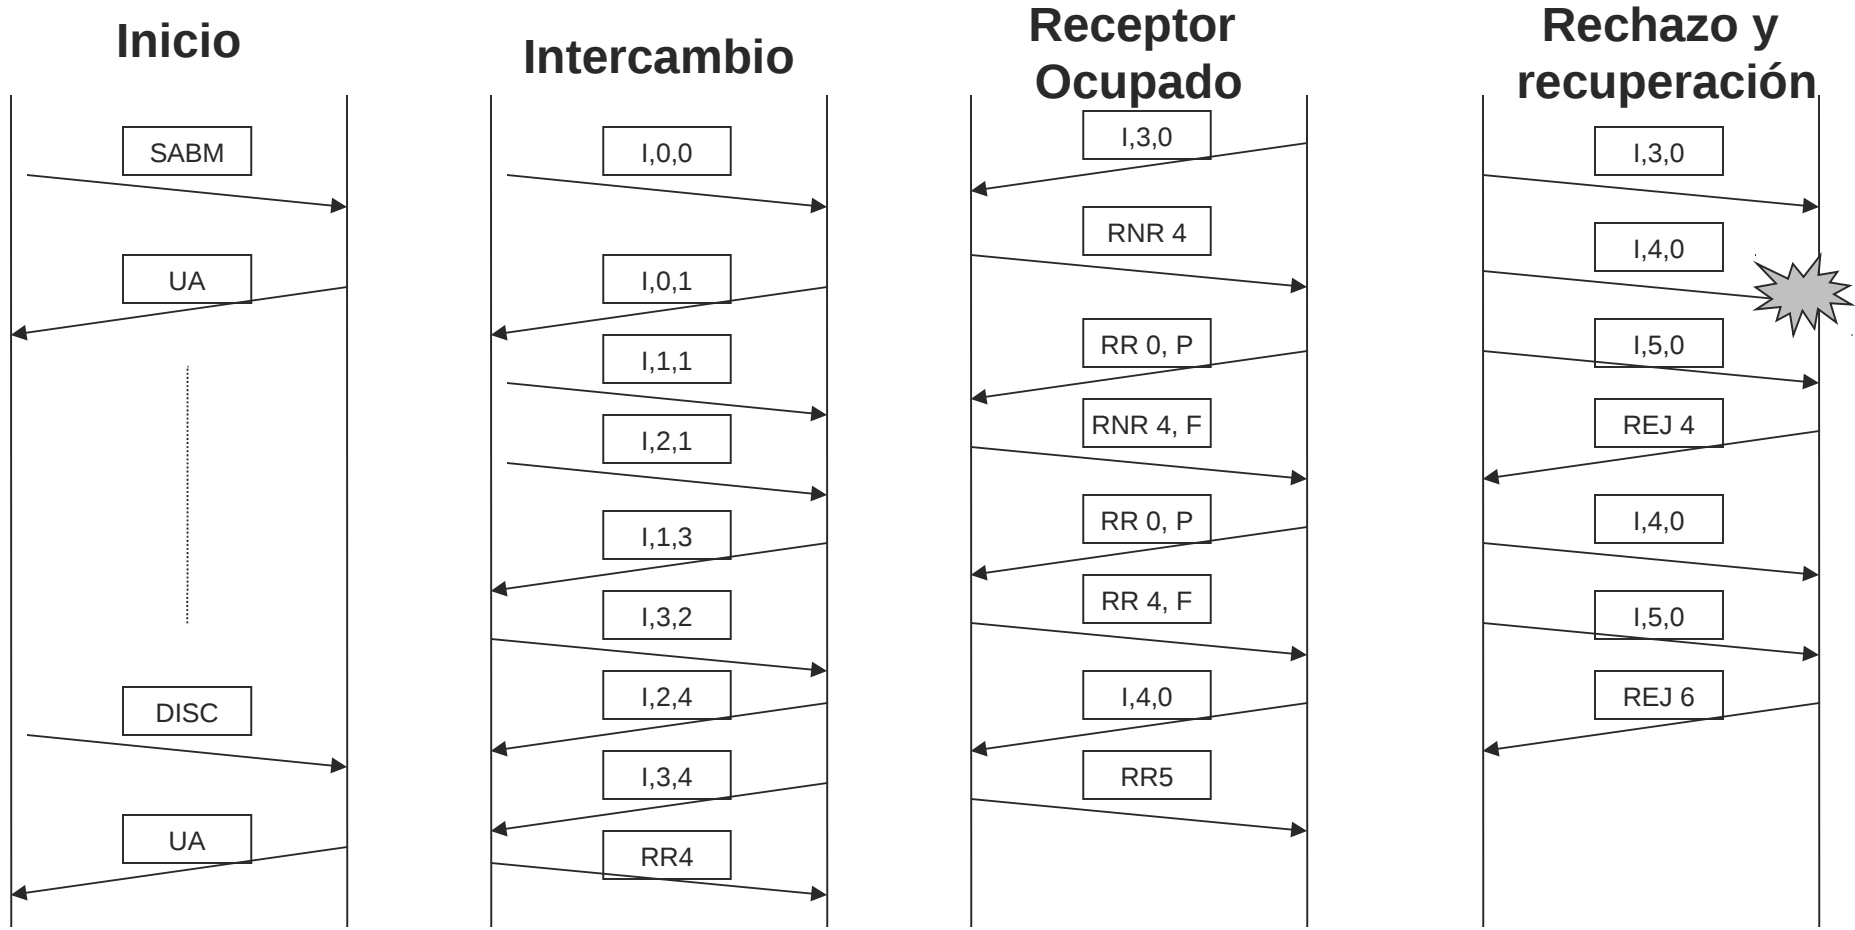 Inicio
SABM
UA
DISC
UA
Intercambio
I,0,0
I,0,1
I,1,1
I,2,1
I,1,3
I,3,2
I,2,4
I,3,4
RR4
Receptor
Ocupado
I,3,0
RNR 4
RR 0, P
RNR 4, F
RR 0, P
RR 4, F
I,4,0
RR5
Rechazo y
recuperación
I,3,0
I,4,0
I,5,0
REJ 4
I,4,0
I,5,0
REJ 6